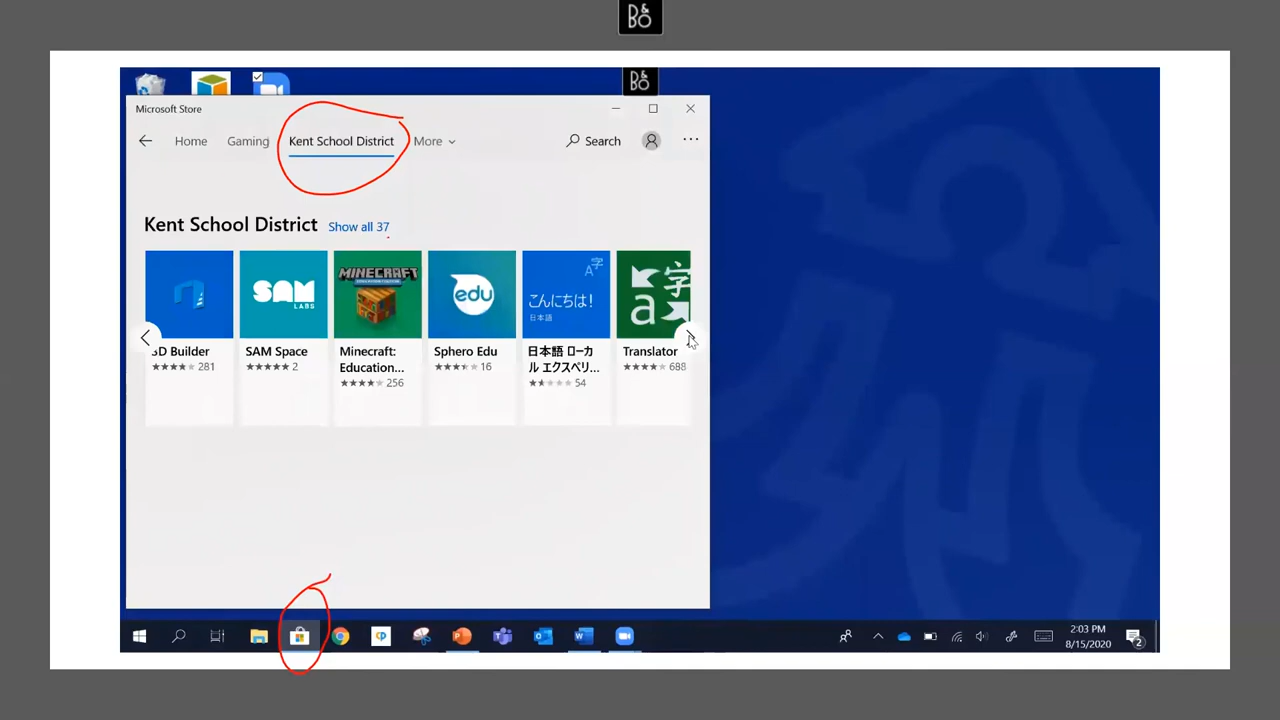 B&O
B&O
Microsoft Store
Home Gaming Kent School District More Search
Kent School District Show all 37
SAM
LABS
MINECRAFT
edu
A字
こんにちは!
日本語
字
a
3D Builder
281
SAM Space
2
Minecraft:
Education...
256
Sphero Edu
16
日本語 ローカ
ル エクスペリ...
54
Translator
688
2:03 PM
8/15/2020
2